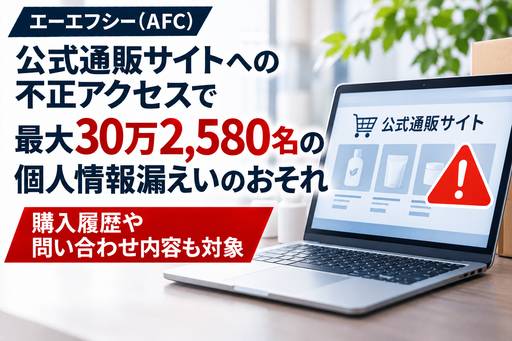 エーエフシー(AFC)
公式通販サイトへの
不正アクセスで
最大30万2,580名の
個人情報漏えいのおそれ
購入履歴や
問い合わせ内容も対象
公式通販サイト